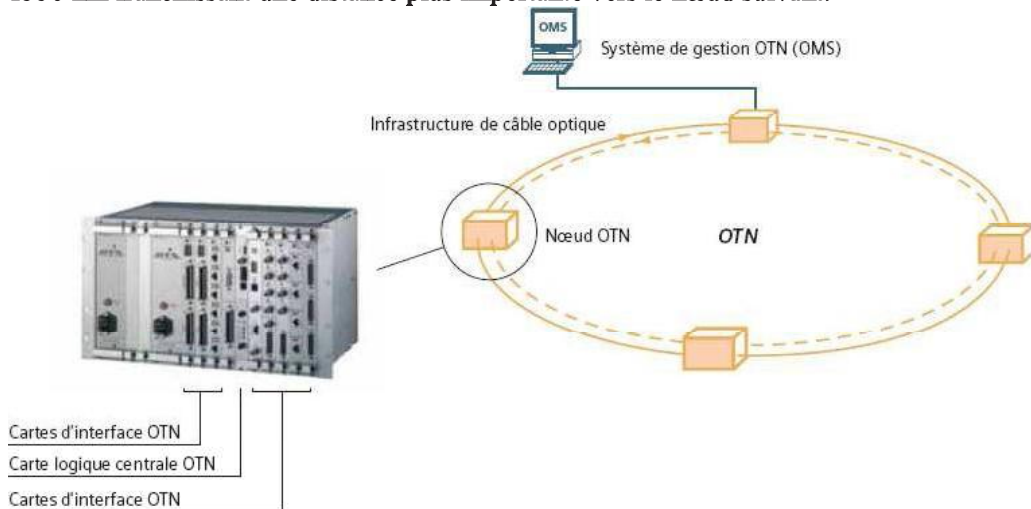 OMS
Système de gestion OTN (OMS)
Infrastructure de câble optique
Nœud OTN
OTN
Cartes d'interface OTN
Carte logique centrale OTN
Cartes d'interface OTN